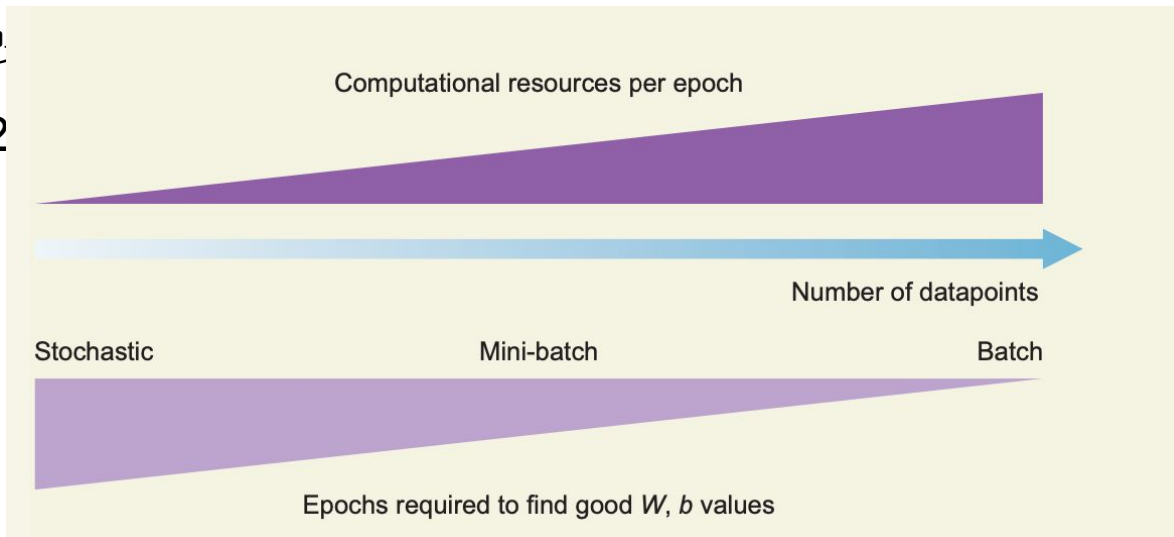 Computational resources per epoch
Number of datapoints
Stochastic Mini-batch Batch
Epochs required to find good W, b values